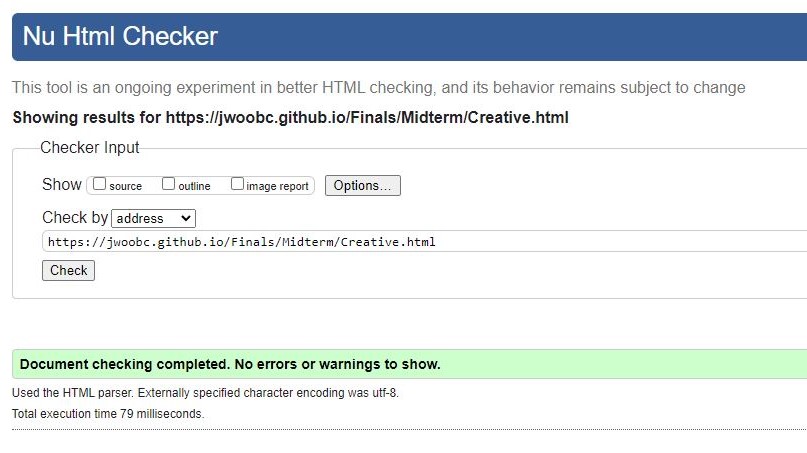 Nu Html Checker
This tool is an ongoing experiment in better HTML checking, and its behavior remains subject to change
Showing results for https://jwoobc.github.io/Finals/Midterm/Creative.html
Checker Input
Show source outline image report Options...
Check by address
https://jwoobc.github.io/Finals/Midterm/Creative.html
Check
Document checking completed. No errors or warnings to show.
Used the HTML parser. Externally specified character encoding was utf-8.
Total execution time 79 milliseconds.